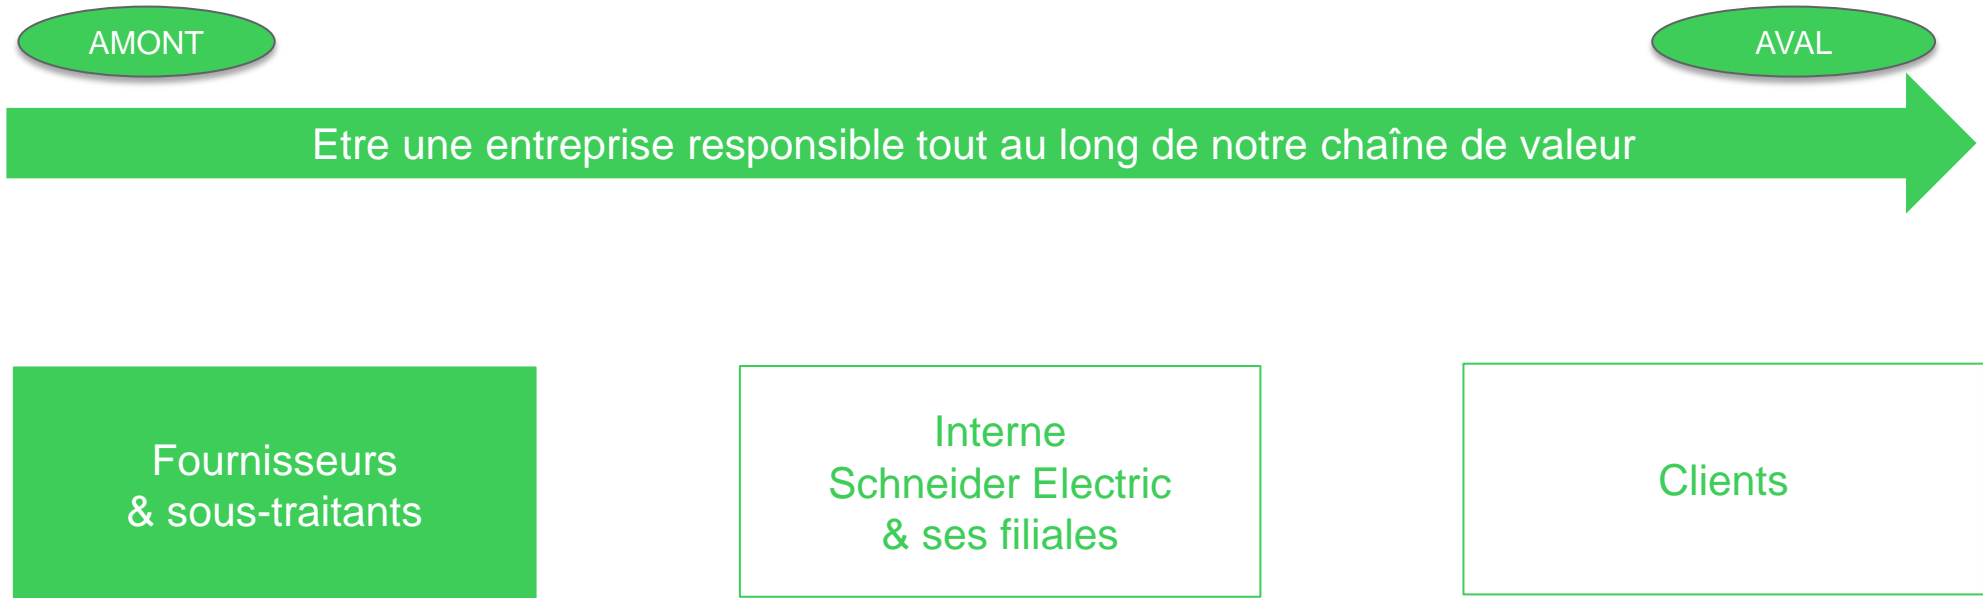 AMONT
AVAL
Etre une entreprise responsible tout au long de notre chaîne de valeur
Fournisseurs
& sous-traitants
Interne
Schneider Electric
& ses filiales
Clients